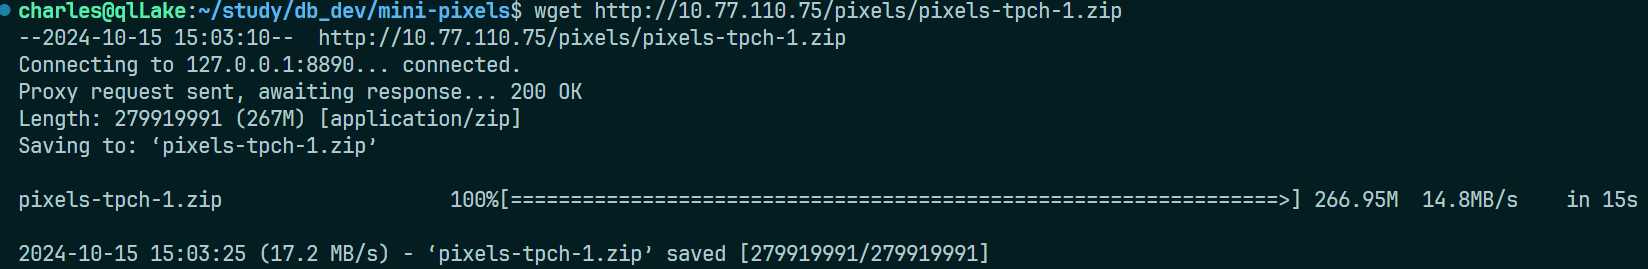 charles@qlLake:~/study/db_dev/mini-pixels$ wget http://10.77.110.75/pixels/pixels-tpch-1.zip
--2024-10-15 15:03:10--  http://10.77.110.75/pixels/pixels-tpch-1.zip
Connecting to 127.0.0.1:8890... connected.
Proxy request sent, awaiting response... 200 OK
Length: 279919991 (267M) [application/zip]
Saving to: ‘pixels-tpch-1.zip’
pixels-tpch-1.zip                   100%[================================================================>] 266.95M  14.8MB/s    in 15s
2024-10-15 15:03:25 (17.2 MB/s) - ‘pixels-tpch-1.zip’ saved [279919991/279919991]